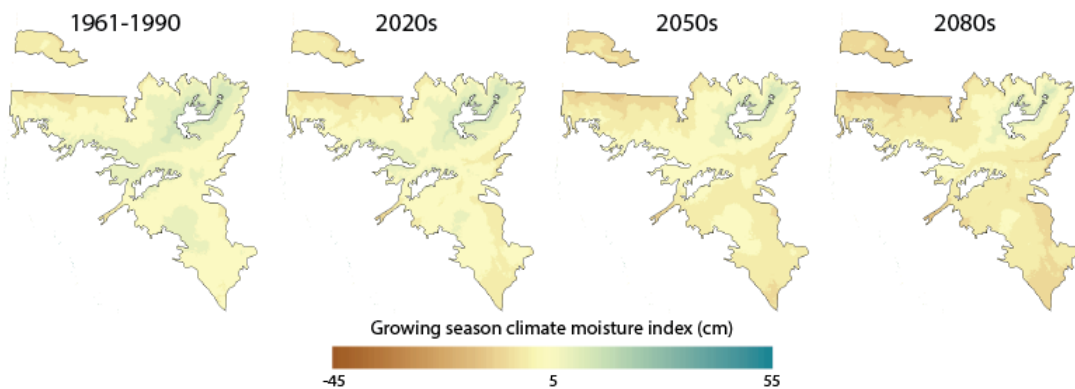 1961-1990
2020s
2050s
2080s
Growing season climate moisture index (cm)
-45
5
55